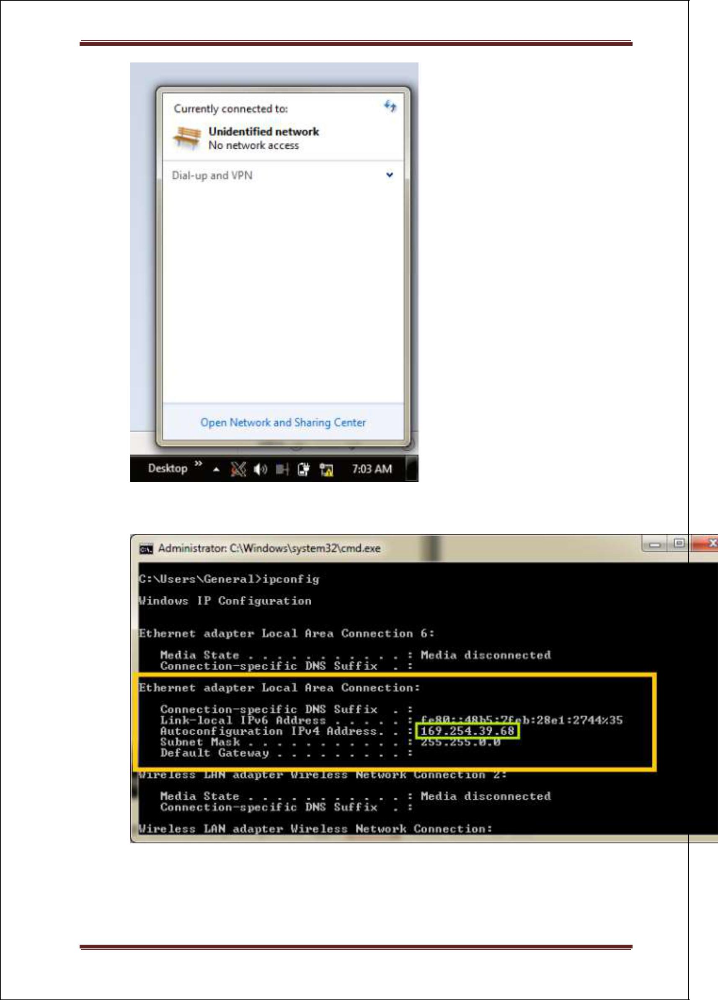 Currently connected to:
Unidentified network
No network access
Dial-up and VPN
Open Network and Sharing Center
Desktop » 7:03 AM
Administrator: C:\Windows\system32\cmd.exe
C:\Users\General>ipconfig
Windows IP Configuration
Ethernet adapter Local Area Connection 6:
Media State . . . . . . . . . . . : Media disconnected
Connection-specific DNS Suffix . :
Ethernet adapter Local Area Connection:
Connection-specific DNS Suffix . :
Link-local IPv6 Address . . . . . : fe80::48b5:7feb:28e1:2744%35
Autoconfiguration IPv4 Address. . : 169.254.39.68
Subnet Mask . . . . . . . . . . . : 255.255.0.0
Default Gateway . . . . . . . . . :
Wireless LAN adapter Wireless Network Connection 2:
Media State . . . . . . . . . . . : Media disconnected
Connection-specific DNS Suffix . :
Wireless LAN adapter Wireless Network Connection: